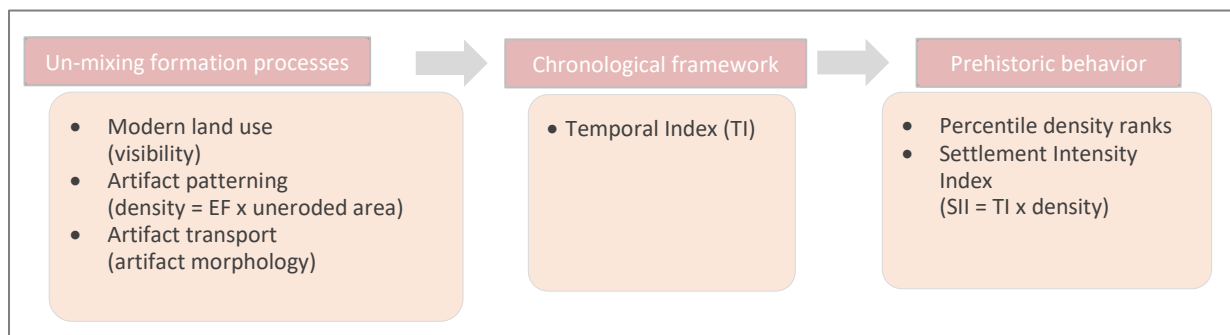 Un-mixing formation processes
Chronological framework
Prehistoric behavior
• Modern land use
(visibility)
• Artifact patterning
(density = EF x uneroded area)
• Artifact transport
(artifact morphology)
• Temporal Index (TI)
• Percentile density ranks
• Settlement Intensity
Index
(SII = TI x density)